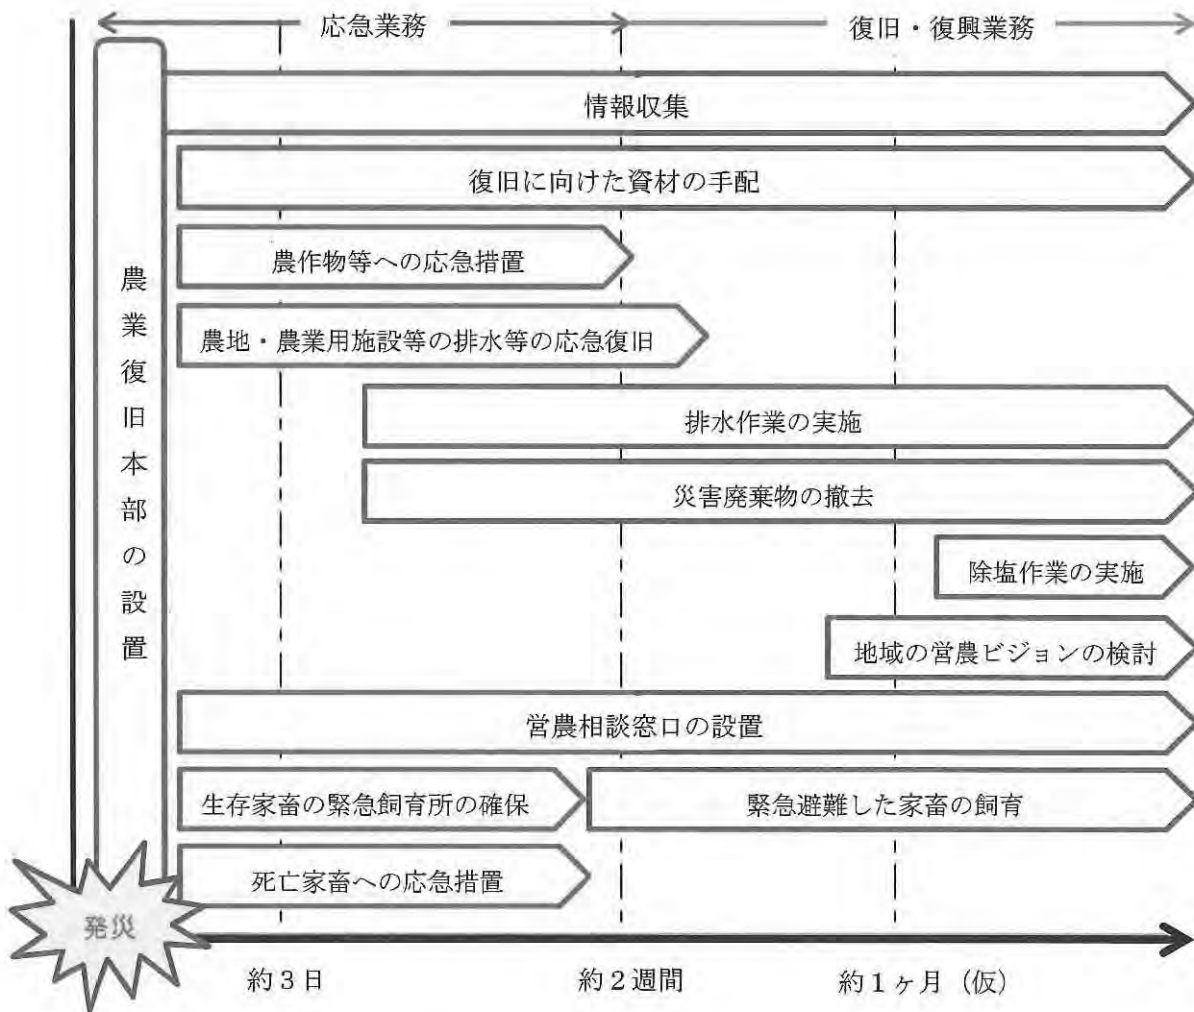 応急業務
復旧・復興業務
情報収集
復旧に向けた資材の手配
農作物等への応急措置
農地・農業用施設等の排水等の応急復旧
排水作業の実施
災害廃棄物の撤去
除塩作業の実施
地域の営農ビジョンの検討
営農相談窓口の設置
生存家畜の緊急飼育所の確保
緊急避難した家畜の飼育
死亡家畜への応急措置
農業復旧本部の設置
発災
約3日
約2週間
約1ヶ月（仮）